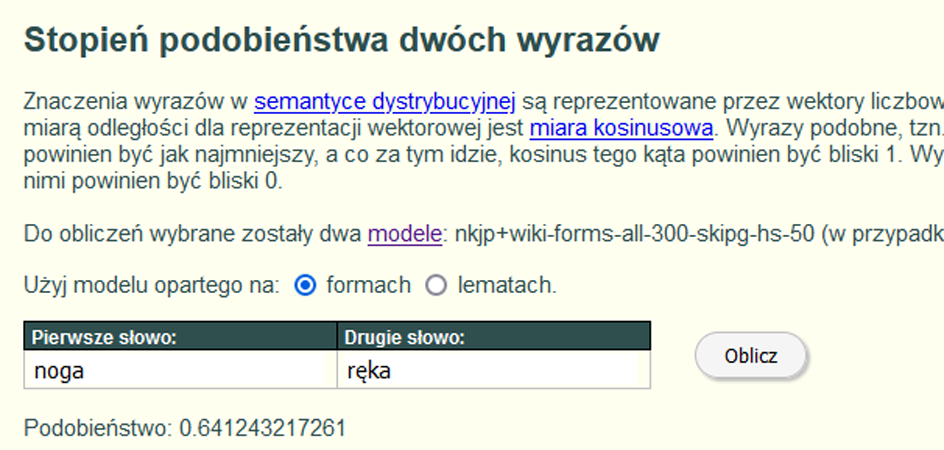 Stopień podobieństwa dwóch wyrazów
Znaczenia wyrazów w semantyce dystrybucyjnej są reprezentowane przez wektory liczbow
miarą odległości dla reprezentacji wektorowej jest miara kosinusowa. Wyrazy podobne, tzn.
powinien być jak najmniejszy, a co za tym idzie, kosinus tego kąta powinien być bliski 1. Wy
nimi powinien być bliski 0.
Do obliczeń wybrane zostały dwa modele: nkjp+wiki-forms-all-300-skipg-hs-50 (w przypadk
Użyj modelu opartego na: formach lematach.
Pierwsze słowo: Drugie słowo:
noga ręka
Oblicz
Podobieństwo: 0.641243217261